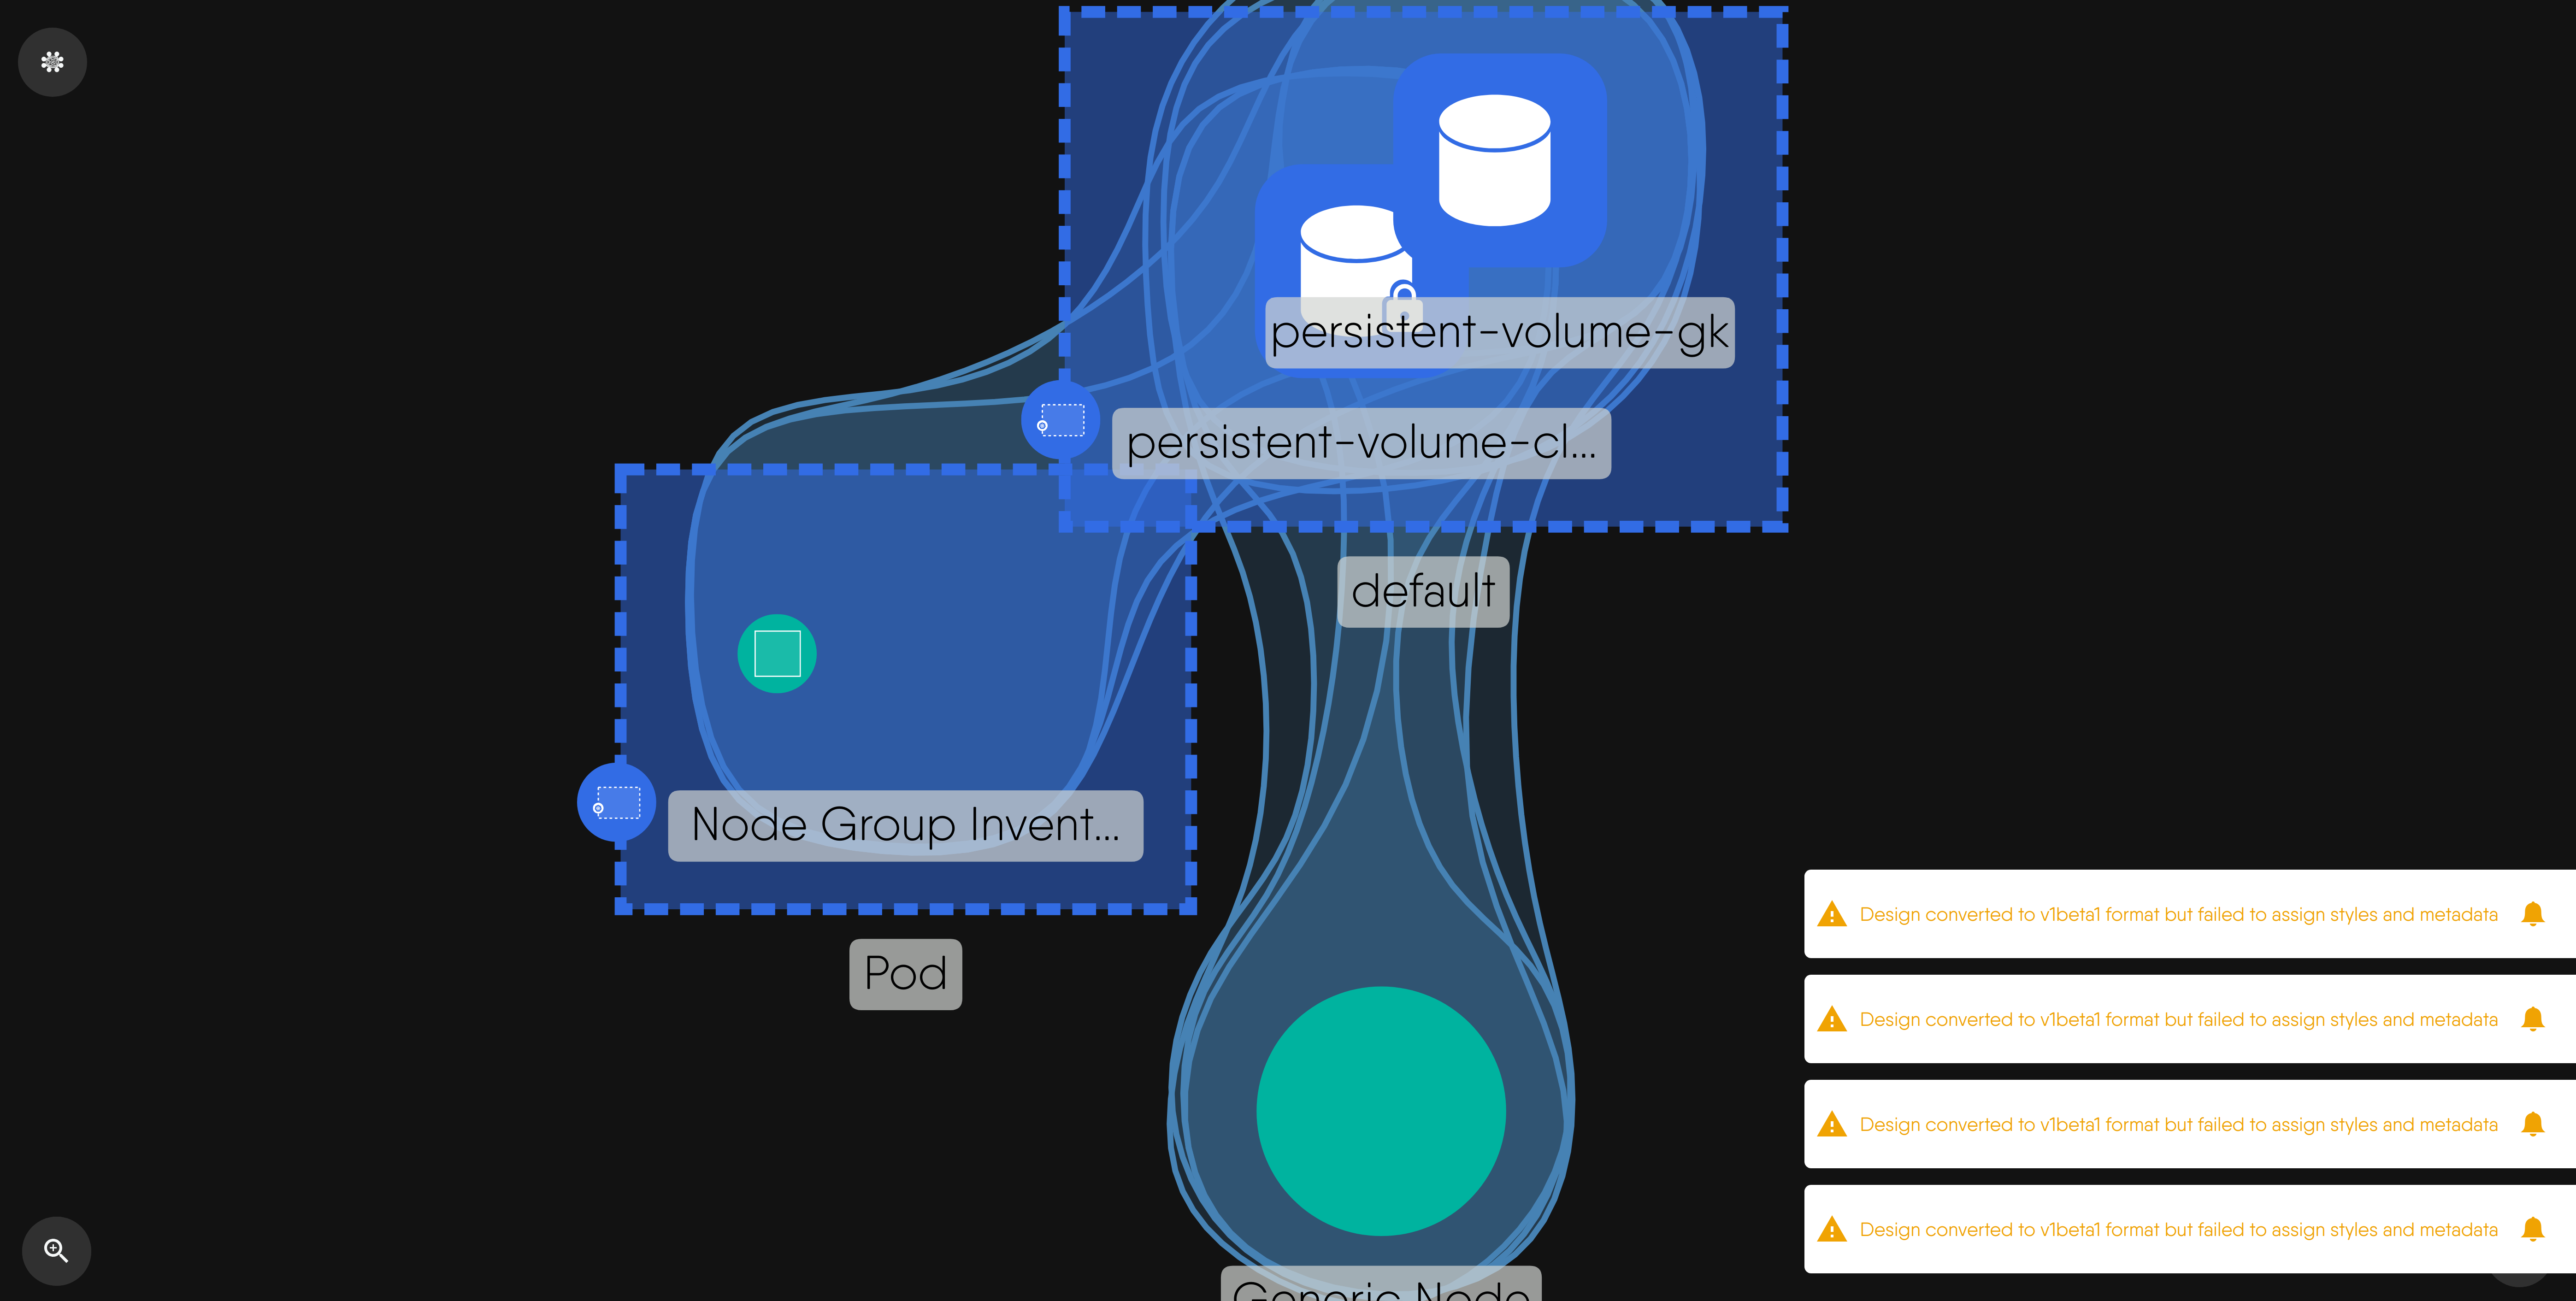 persistent-volume-gk
persistent-volume-cl...
default
Node Group Invent...
Pod
Generic Node
Design converted to v1beta1 format but failed to assign styles and metadata
Design converted to v1beta1 format but failed to assign styles and metadata
Design converted to v1beta1 format but failed to assign styles and metadata
Design converted to v1beta1 format but failed to assign styles and metadata